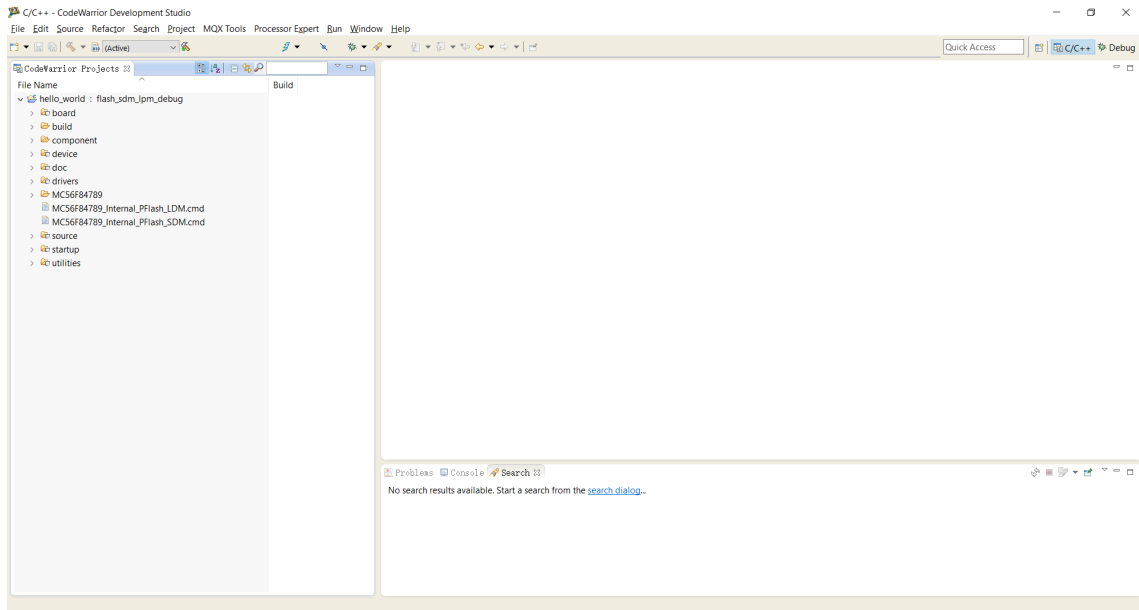 C/C++ - CodeWarrior Development Studio
File Edit Source Refactor Search Project MQX Tools Processor Expert Run Window Help
(Active) Quick Access C/C++ Debug
CodeWarrior Projects
File Name Build
hello_world : flash_sdm_lpm_debug
board
build
component
device
doc
drivers
MC56F84789
MC56F84789_Internal_PFlash_LDM.cmd
MC56F84789_Internal_PFlash_SDM.cmd
source
startup
utilities
Problems Console Search
No search results available. Start a search from the search dialog...